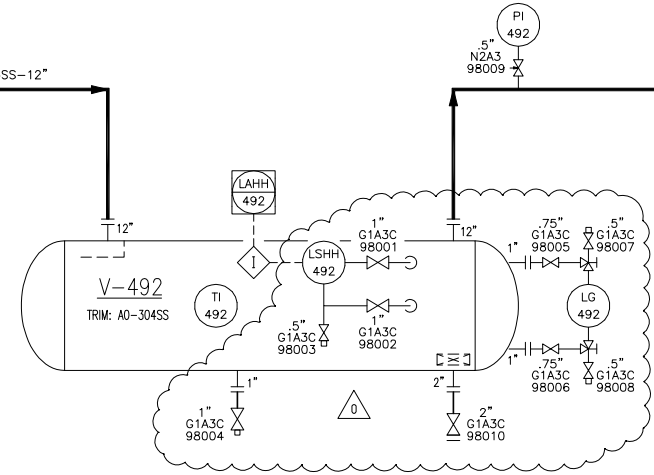 PI
492
.5"
N2A3
98009
SS-12"
LAHH
492
12"
12"
I
LSHH
492
1"
G1A3C
98001
1"
.75"
G1A3C
98005
.5"
G1A3C
98007
V-492
TRIM: A0-304SS
TI
492
LG
492
.5"
G1A3C
98003
1"
G1A3C
98002
1"
.75"
G1A3C
98006
.5"
G1A3C
98008
1"
2"
1"
G1A3C
98004
0
2"
G1A3C
98010